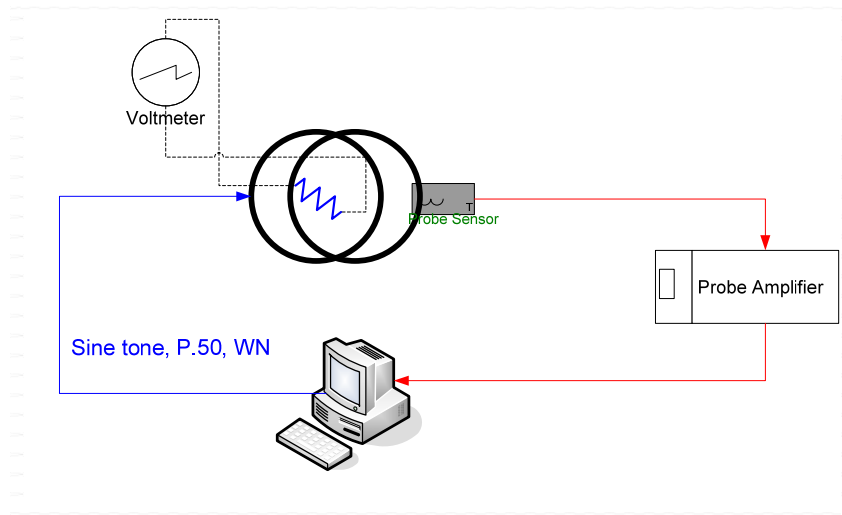 Voltmeter
T
Probe Sensor
Probe Amplifier
Sine tone, P.50, WN